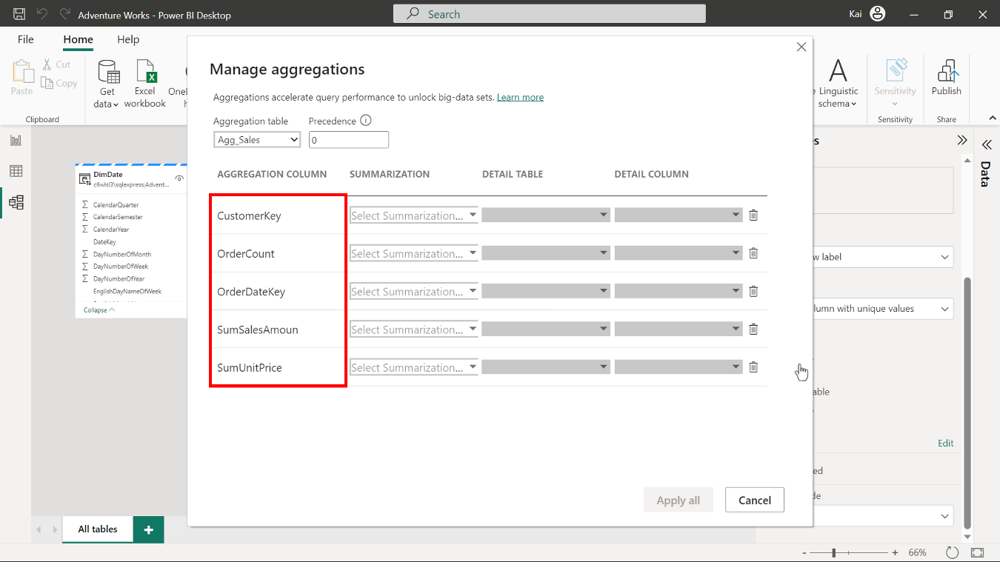 Adventure Works - Power BI Desktop
Search
Kai
File
Home
Help
Paste
Cut
Copy
Clipboard
Get
data
Excel
workbook
OneL
h
Manage aggregations
Aggregations accelerate query performance to unlock big-data sets. Learn more
Aggregation table
Precedence
Agg_Sales
0
AGGREGATION COLUMN
SUMMARIZATION
DETAIL TABLE
DETAIL COLUMN
CustomerKey
Select Summarization...
OrderCount
Select Summarization...
OrderDateKey
Select Summarization...
SumSalesAmoun
Select Summarization...
SumUnitPrice
Select Summarization...
Apply all
Cancel
Linguistic
schema
Sensitivity
Sensitivity
Publish
Share
DimDate
c6wlsl3\sqlexpress;Advent...
CalendarQuarter
CalendarSemester
CalendarYear
DateKey
DayNumberOfMonth
DayNumberOfWeek
DayNumberOfYear
EnglishDayNameOfWeek
Collapse
es
Data
w label
lumn with unique values
able
Edit
ed
de
All tables
+
- + 66%